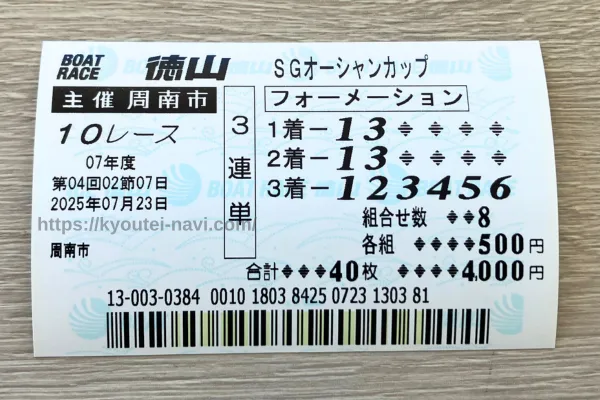 BOAT RACE 徳山 SGオーシャンカップ
主催 周南市
3連単
フォーメーション
10レース
1着-13
2着-13
3着-123456
07年度
第04回02節07日
2025年07月23日
https://kyoutei-navi.com/
周南市
組合せ数 8
各組 500円
合計 40枚 4,000円
13-003-0384 0010 1803 8425 0723 1303 81
BOAT RACE